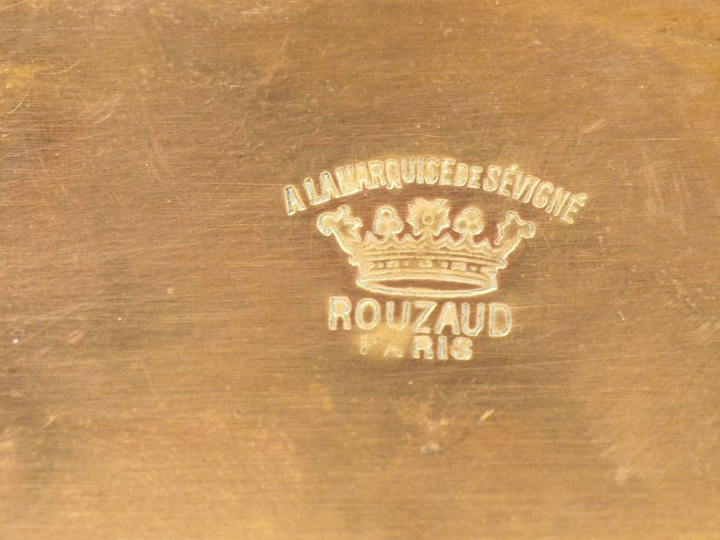 A LA MARQUISE DE SÉVIGNÉ
ROUZAUD
PARIS